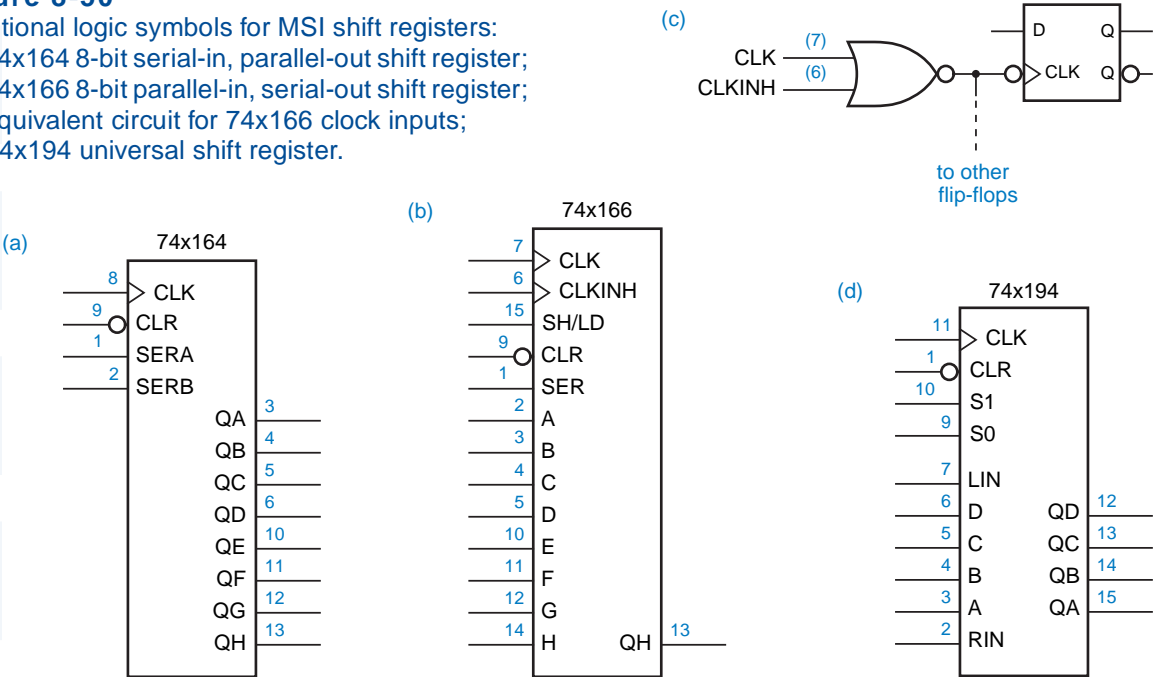 tional logic symbols for MSI shift registers:
4x164 8-bit serial-in, parallel-out shift register;
4x166 8-bit parallel-in, serial-out shift register;
quivalent circuit for 74x166 clock inputs;
4x194 universal shift register.
(c)
CLK
(7)
CLKINH
(6)
D
Q
CLK
Q
to other
flip-flops
(a)
74x164
8
CLK
9
CLR
1
SERA
2
SERB
QA
3
QB
4
QC
5
QD
6
QE
10
QF
11
QG
12
QH
13
(b)
74x166
7
CLK
6
CLKINH
15
SH/LD
9
CLR
1
SER
2
A
3
B
4
C
5
D
10
E
11
F
12
G
14
H
QH
13
(d)
74x194
11
CLK
1
CLR
10
S1
9
S0
7
LIN
6
D
QD
12
5
C
QC
13
4
B
QB
14
3
A
QA
15
2
RIN